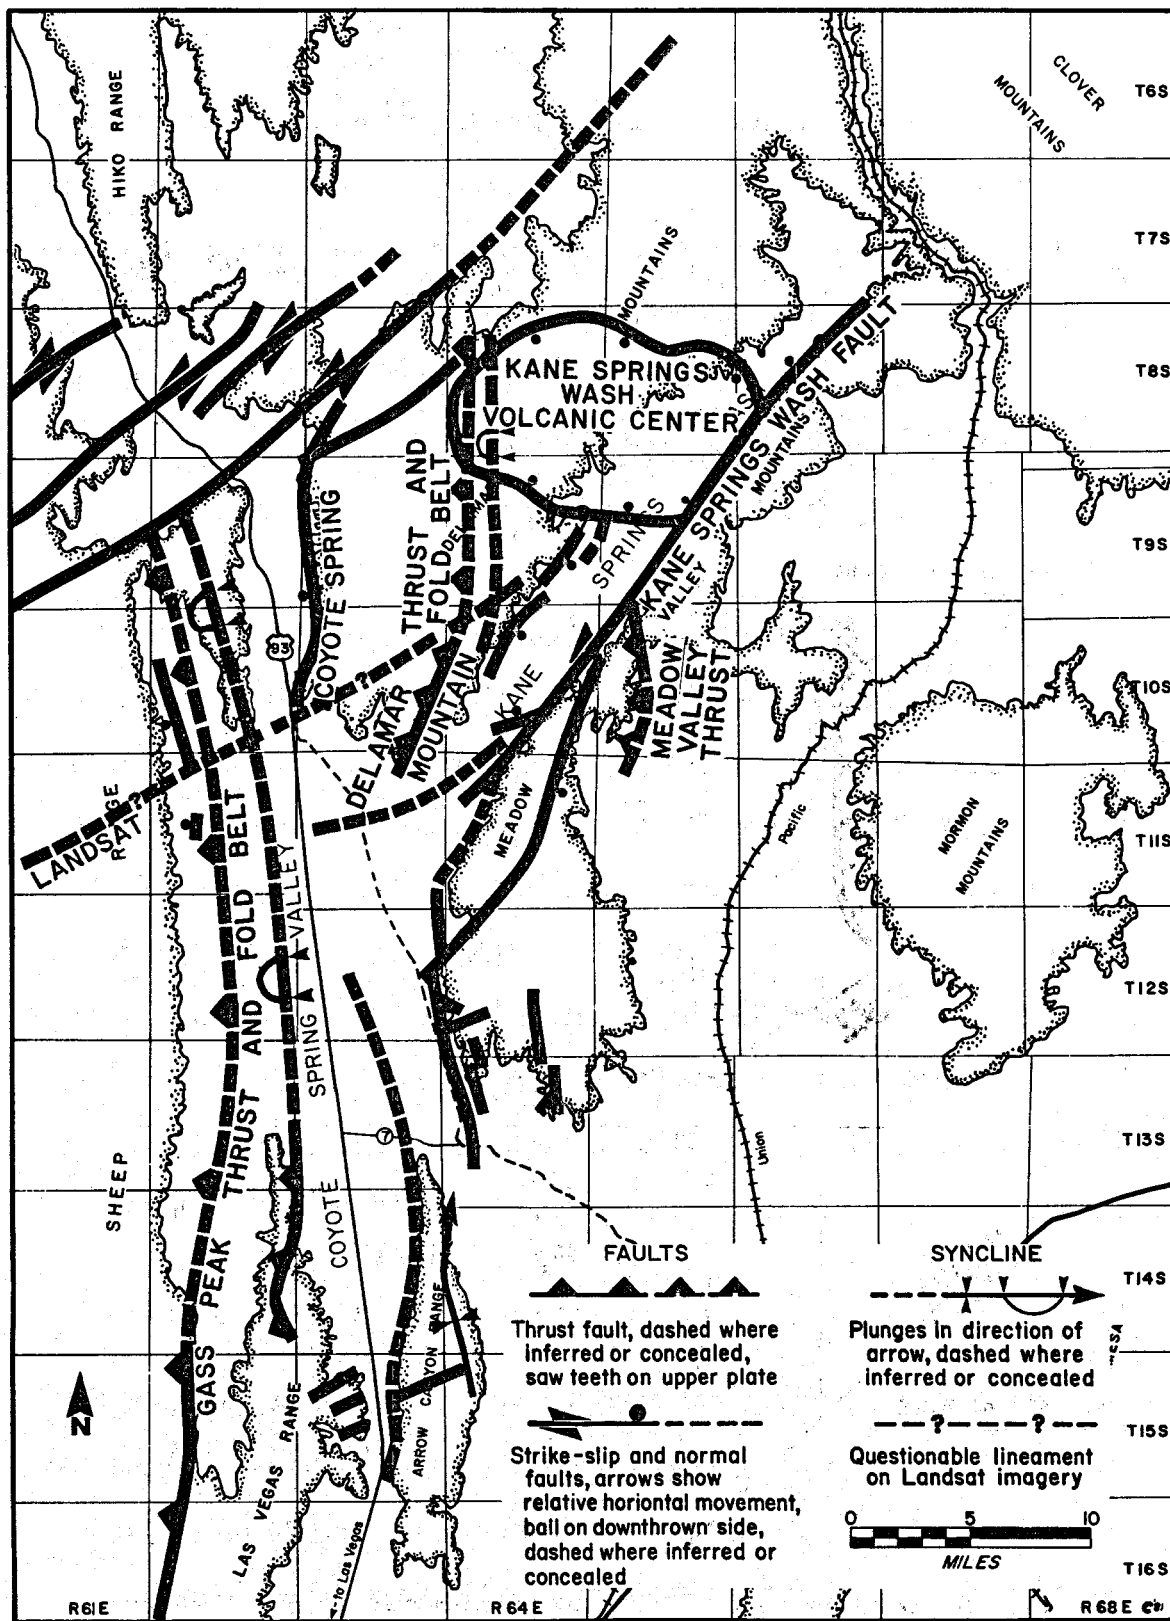 HIKO RANGE
CLOVER
MOUNTAINS
T6S
T7S
MOUNTAINS
T8S
KANE SPRINGS
WASH
VOLCANIC CENTER
KANE SPRINGS WASH FAULT
MOUNTAINS
THRUST AND
FOLD BELT
COYOTE SPRING
SPRINGS
VALLEY
T9S
93
?
KANE
DELAMAR
MOUNTAIN
MEADOW
VALLEY
THRUST
T10S
LANDSAT
?
RANGE
MEADOW
Pacific
MORMON
MOUNTAINS
T11S
VALLEY
T12S
SPRING
GASS PEAK THRUST AND FOLD BELT
7
Union
T13S
SHEEP
COYOTE
T14S
RANGE
CANYON
ARROW
LAS VEGAS RANGE
N
to Las Vegas
FAULTS
Thrust fault, dashed where
inferred or concealed,
saw teeth on upper plate
Strike-slip and normal
faults, arrows show
relative horiontal movement,
ball on downthrown side,
dashed where inferred or
concealed
SYNCLINE
Plunges in direction of
arrow, dashed where
inferred or concealed
? ?
Questionable lineament
on Landsat imagery
0 5 10
MILES
T15S
T16S
R61E
R64E
R68E